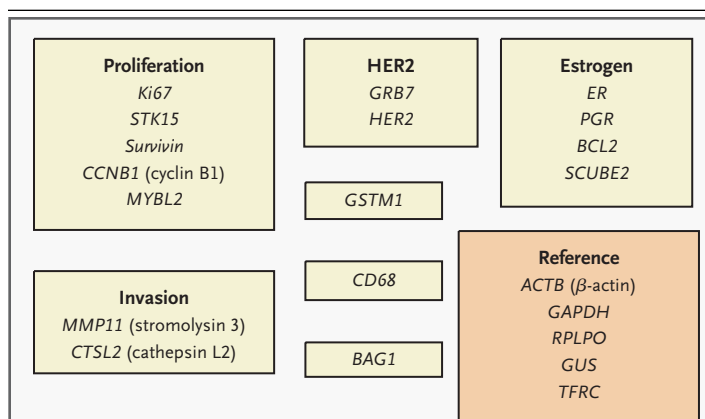 Proliferation
Ki67
STK15
Survivin
CCNB1 (cyclin B1)
MYBL2
HER2
GRB7
HER2
Estrogen
ER
PGR
BCL2
SCUBE2
GSTM1
Invasion
MMP11 (stromolysin 3)
CTSL2 (cathepsin L2)
CD68
BAG1
Reference
ACTB (β-actin)
GAPDH
RPLPO
GUS
TFRC